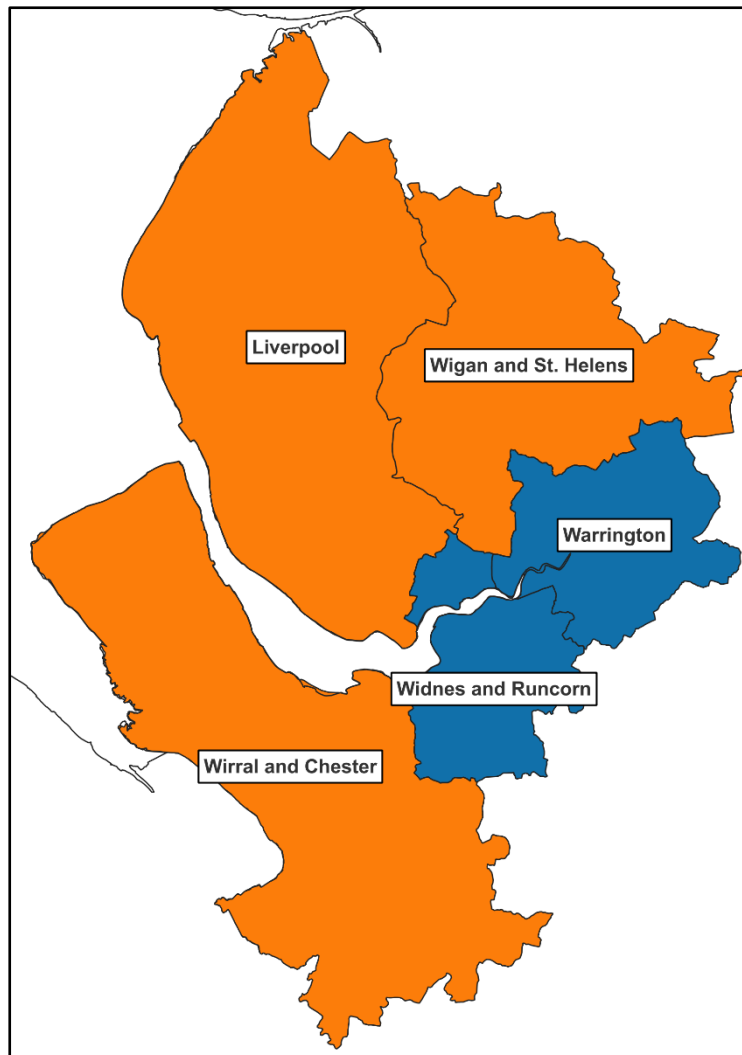 Liverpool
Wigan and St. Helens
Warrington
Widnes and Runcorn
Wirral and Chester